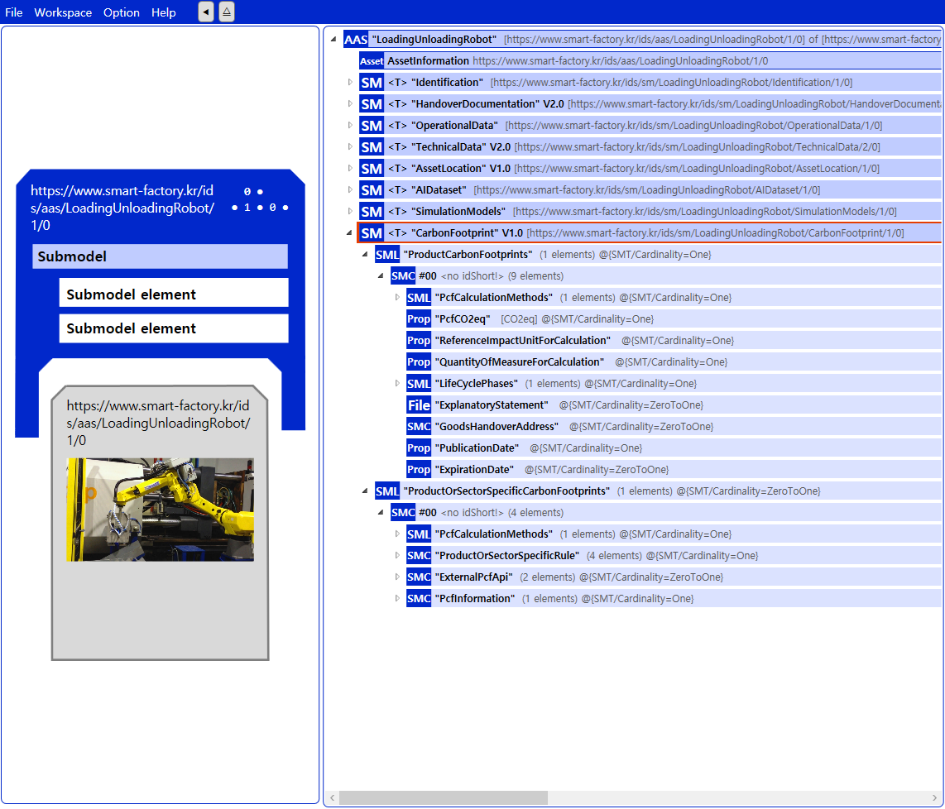 File Workspace Option Help
https://www.smart-factory.kr/id
s/aas/LoadingUnloadingRobot/
1/0
0
1 0
Submodel
Submodel element
Submodel element
https://www.smart-factory.kr/id
s/aas/LoadingUnloadingRobot/
1/0
AAS "LoadingUnloadingRobot" [https://www.smart-factory.kr/ids/aas/LoadingUnloadingRobot/1/0] of [https://www.smart-factory
Asset AssetInformation https://www.smart-factory.kr/ids/aas/LoadingUnloadingRobot/1/0
SM <T> "Identification" [https://www.smart-factory.kr/ids/sm/LoadingUnloadingRobot/Identification/1/0]
SM <T> "HandoverDocumentation" V2.0 [https://www.smart-factory.kr/ids/sm/LoadingUnloadingRobot/HandoverDocumenta
SM <T> "OperationalData" [https://www.smart-factory.kr/ids/sm/LoadingUnloadingRobot/OperationalData/1/0]
SM <T> "TechnicalData" V2.0 [https://www.smart-factory.kr/ids/sm/LoadingUnloadingRobot/TechnicalData/2/0]
SM <T> "AssetLocation" V1.0 [https://www.smart-factory.kr/ids/sm/LoadingUnloadingRobot/AssetLocation/1/0]
SM <T> "AIDataset" [https://www.smart-factory.kr/ids/sm/LoadingUnloadingRobot/AIDataset/1/0]
SM <T> "SimulationModels" [https://www.smart-factory.kr/ids/sm/LoadingUnloadingRobot/SimulationModels/1/0]
SM <T> "CarbonFootprint" V1.0 [https://www.smart-factory.kr/ids/sm/LoadingUnloadingRobot/CarbonFootprint/1/0]
SML "ProductCarbonFootprints" (1 elements) @{SMT/Cardinality=One}
SMC #00 <no idShort!> (9 elements)
SML "PcfCalculationMethods" (1 elements) @{SMT/Cardinality=One}
Prop "PcfCO2eq" [CO2eq] @{SMT/Cardinality=One}
Prop "ReferenceImpactUnitForCalculation" @{SMT/Cardinality=One}
Prop "QuantityOfMeasureForCalculation" @{SMT/Cardinality=One}
SML "LifeCyclePhases" (1 elements) @{SMT/Cardinality=One}
File "ExplanatoryStatement" @{SMT/Cardinality=ZeroToOne}
SMC "GoodsHandoverAddress" @{SMT/Cardinality=ZeroToOne}
Prop "PublicationDate" @{SMT/Cardinality=One}
Prop "ExpirationDate" @{SMT/Cardinality=ZeroToOne}
SML "ProductOrSectorSpecificCarbonFootprints" (1 elements) @{SMT/Cardinality=ZeroToOne}
SMC #00 <no idShort!> (4 elements)
SML "PcfCalculationMethods" (1 elements) @{SMT/Cardinality=One}
SMC "ProductOrSectorSpecificRule" (4 elements) @{SMT/Cardinality=One}
SMC "ExternalPcfApi" (2 elements) @{SMT/Cardinality=ZeroToOne}
SMC "PcfInformation" (1 elements) @{SMT/Cardinality=One}